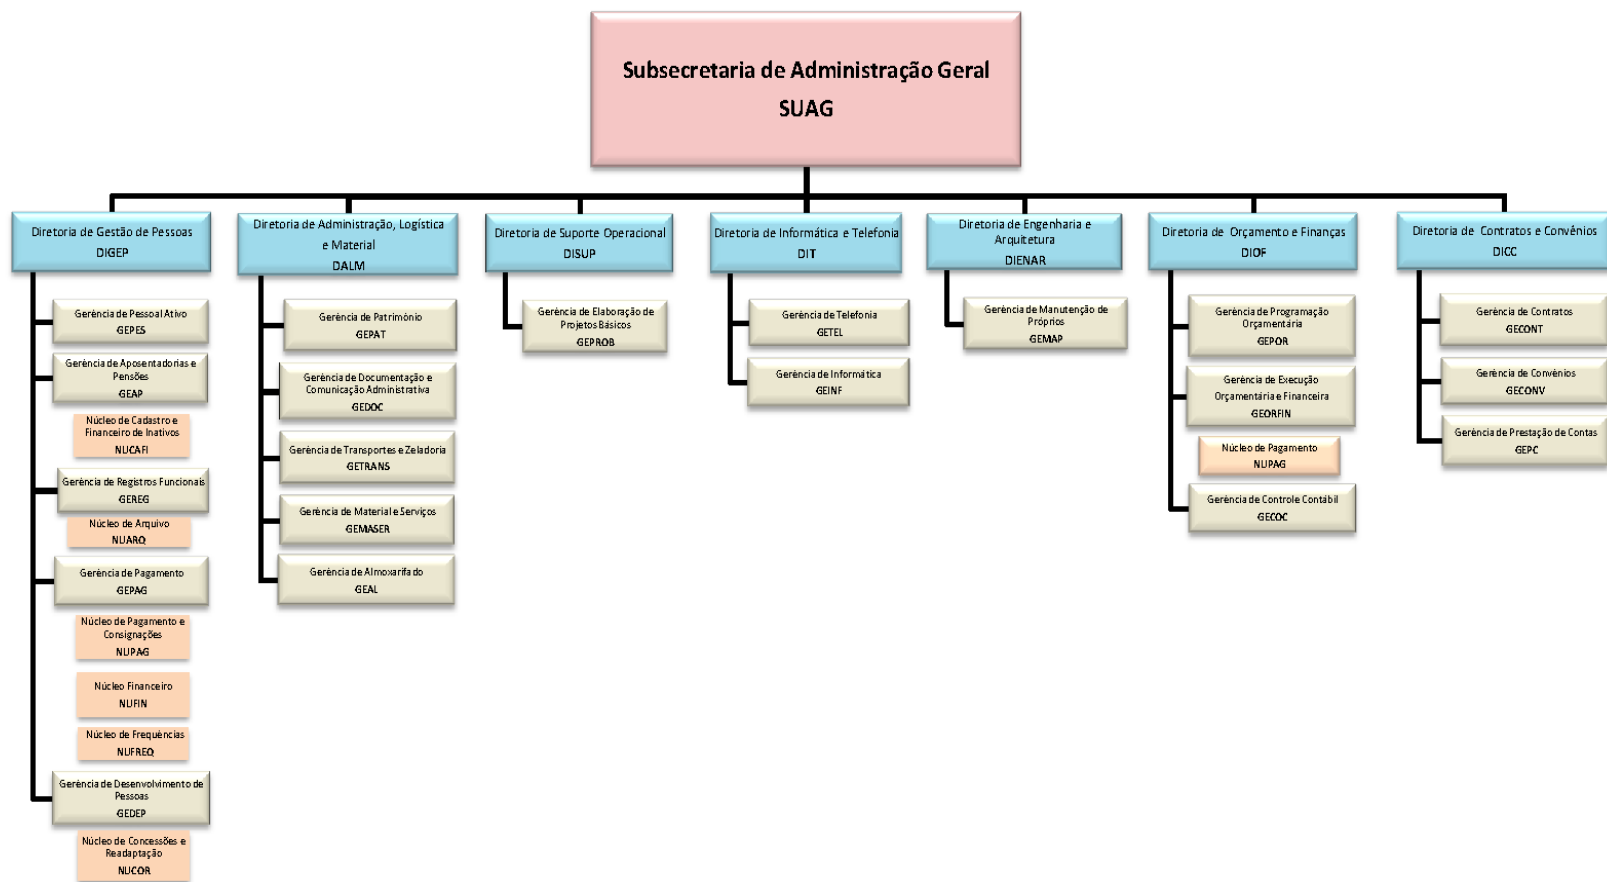 Subsecretaria de Administração Geral
SUAG
Diretoria de Gestão de Pessoas
DIGEP
Gerência de Pessoal Ativo
GEPES
Gerência de Aposentadorias e
Pensões
GEAP
Núcleo de Cadastro e
Financeiro de Inativos
NUCAFI
Gerência de Registros Funcionais
GEREG
Núcleo de Arquivo
NUARQ
Gerência de Pagamento
GEPAG
Núcleo de Pagamento e
Consignações
NUPAG
Núcleo Financeiro
NUFIN
Núcleo de Frequências
NUFREQ
Gerência de Desenvolvimento de
Pessoas
GEDEP
Núcleo de Concessões e
Readaptação
NUCOR
Diretoria de Administração, Logística
e Material
DALM
Gerência de Patrimônio
GEPAT
Gerência de Documentação e
Comunicação Administrativa
GEDOC
Gerência de Transportes e Zeladoria
GETRANS
Gerência de Material e Serviços
GEMASER
Gerência de Almoxarifado
GEAL
Diretoria de Suporte Operacional
DISUP
Gerência de Elaboração de
Projetos Básicos
GEPROB
Diretoria de Informática e Telefonia
DIT
Gerência de Telefonia
GETEL
Gerência de Informática
GEINF
Diretoria de Engenharia e
Arquitetura
DIENAR
Gerência de Manutenção de
Próprios
GEMAP
Diretoria de Orçamento e Finanças
DIOF
Gerência de Programação
Orçamentária
GEPOR
Gerência de Execução
Orçamentária e Financeira
GEORFIN
Núcleo de Pagamento
NUPAG
Gerência de Controle Contábil
GECOC
Diretoria de Contratos e Convênios
DICC
Gerência de Contratos
GECONT
Gerência de Convênios
GECONV
Gerência de Prestação de Contas
GEPC